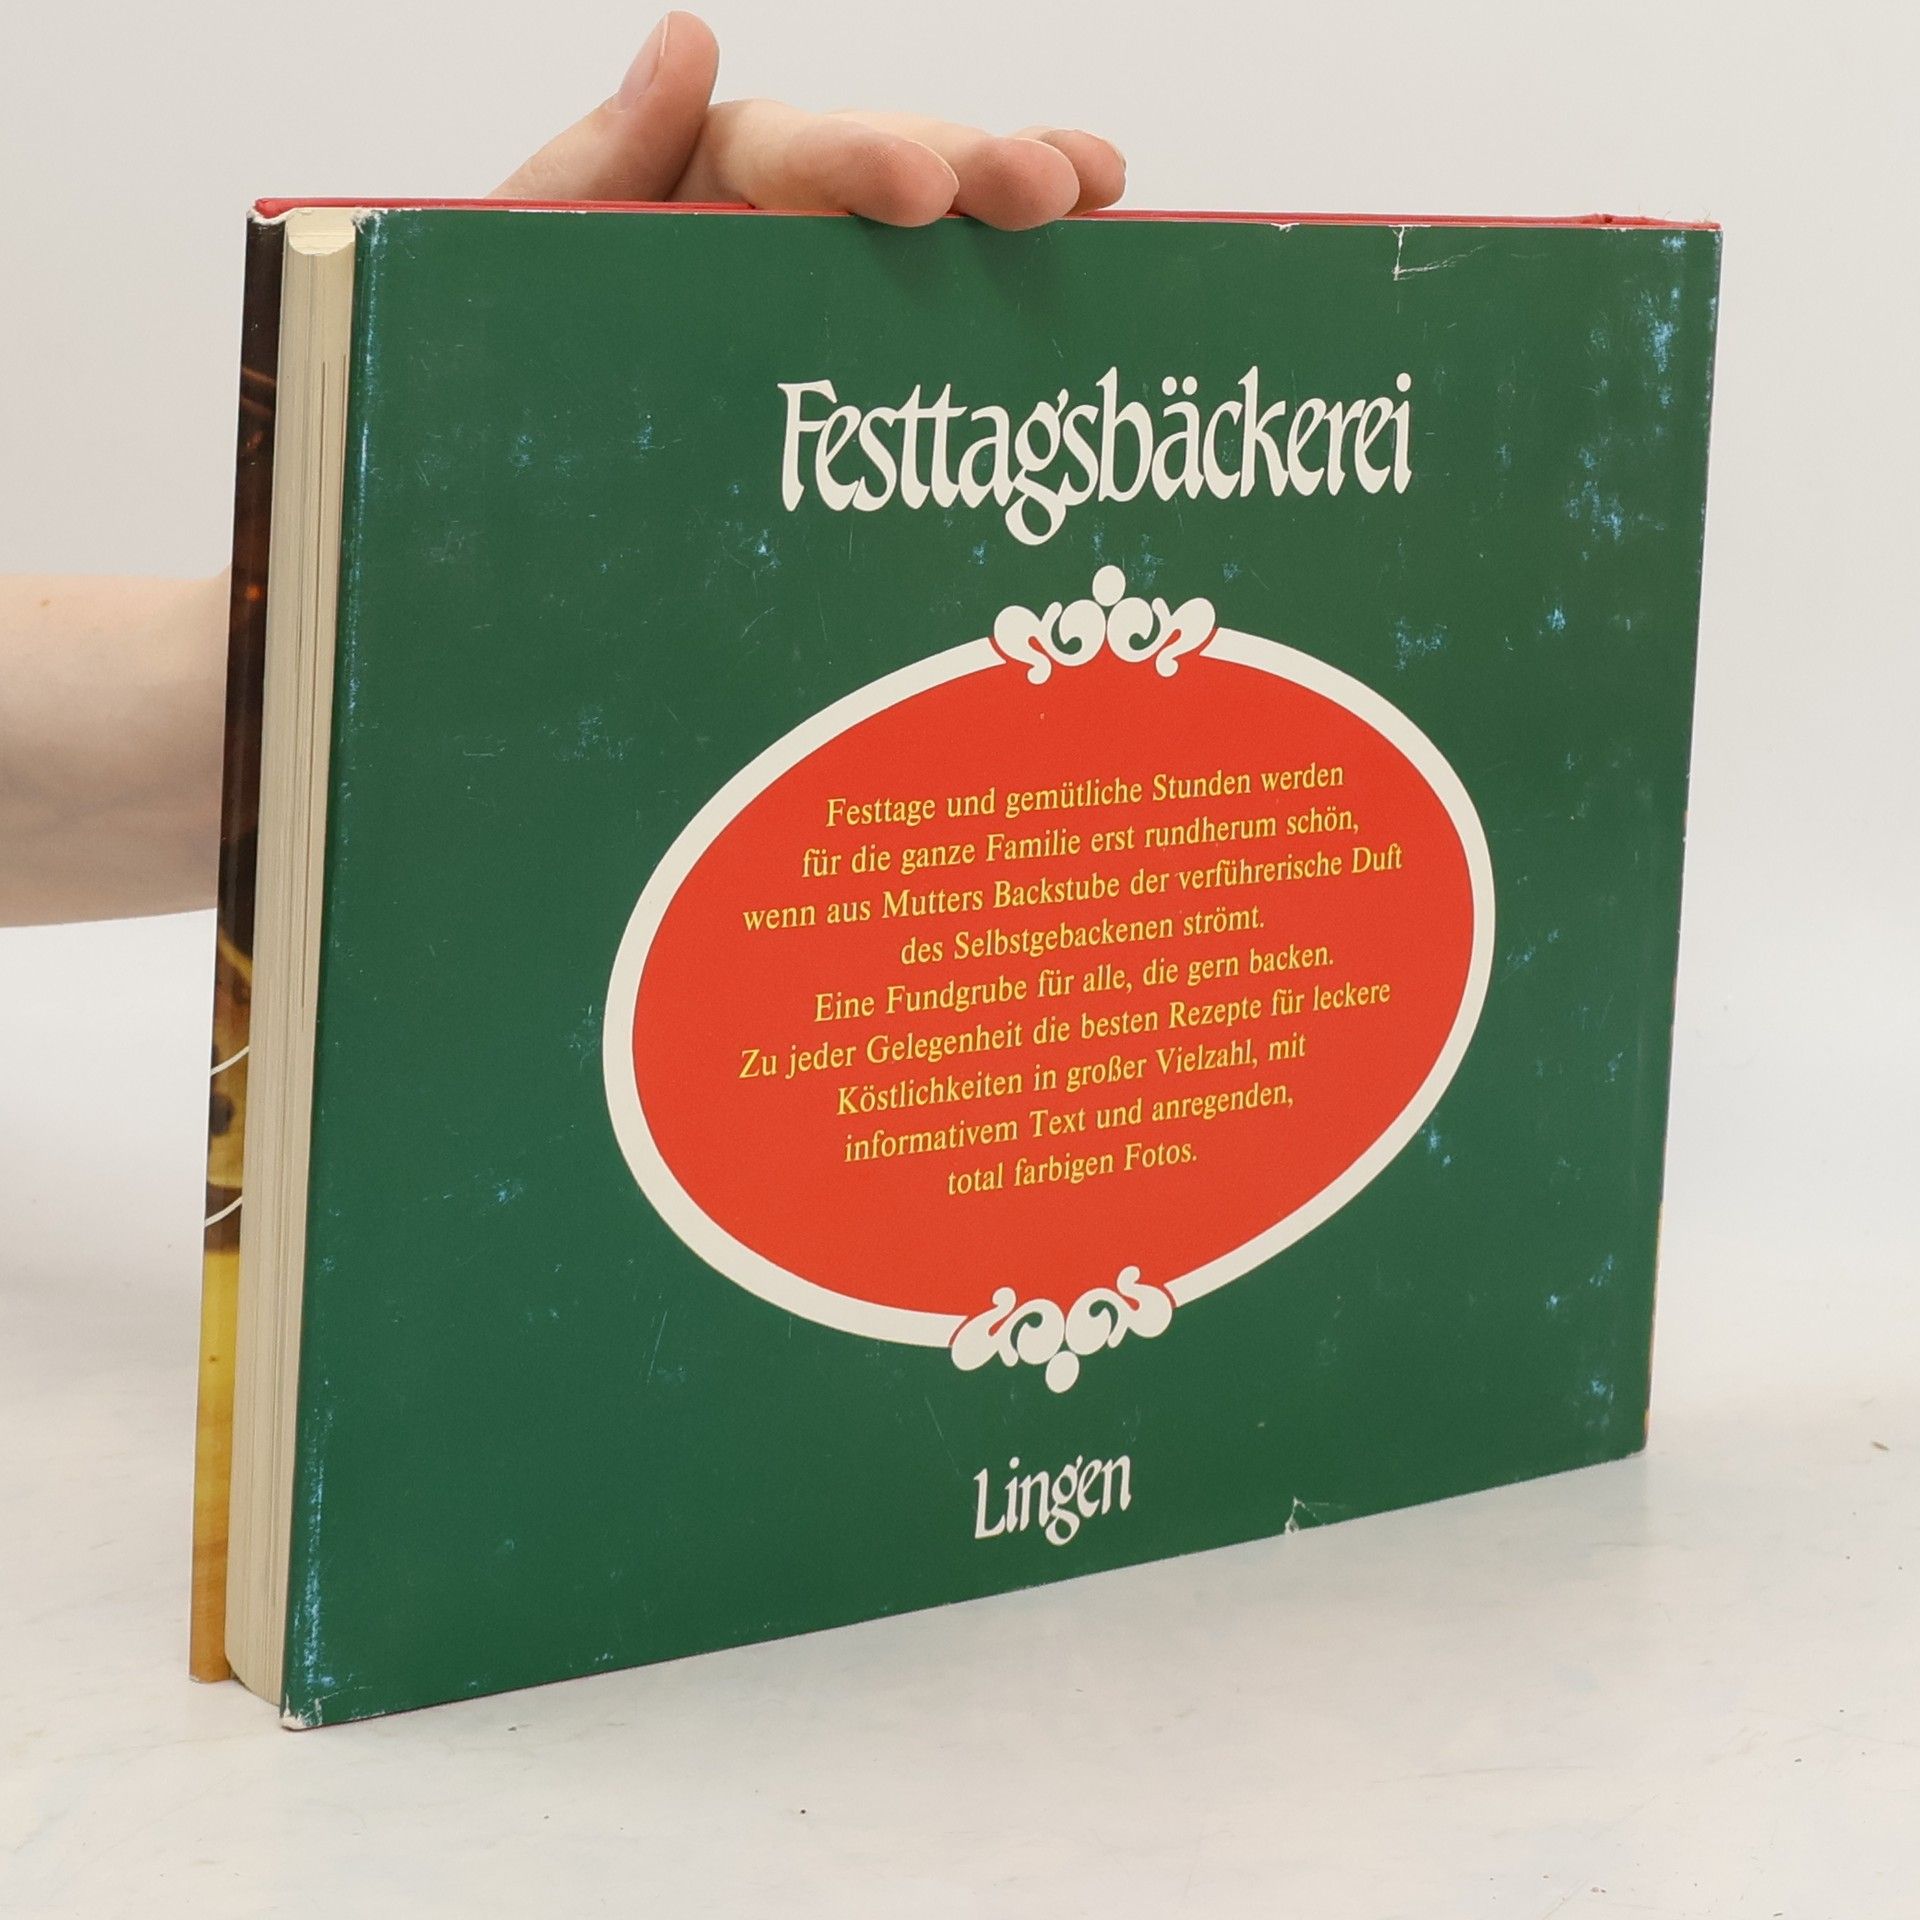 Festtagsbäckerei
Festtage und gemütliche Stunden werden
für die ganze Familie erst rundherum schön,
wenn aus Mutters Backstube der verführerische Duft
des Selbstgebackenen strömt.
Eine Fundgrube für alle, die gern backen.
Zu jeder Gelegenheit die besten Rezepte für leckere
Köstlichkeiten in großer Vielzahl, mit
informativem Text und anregenden,
total farbigen Fotos.
Lingen